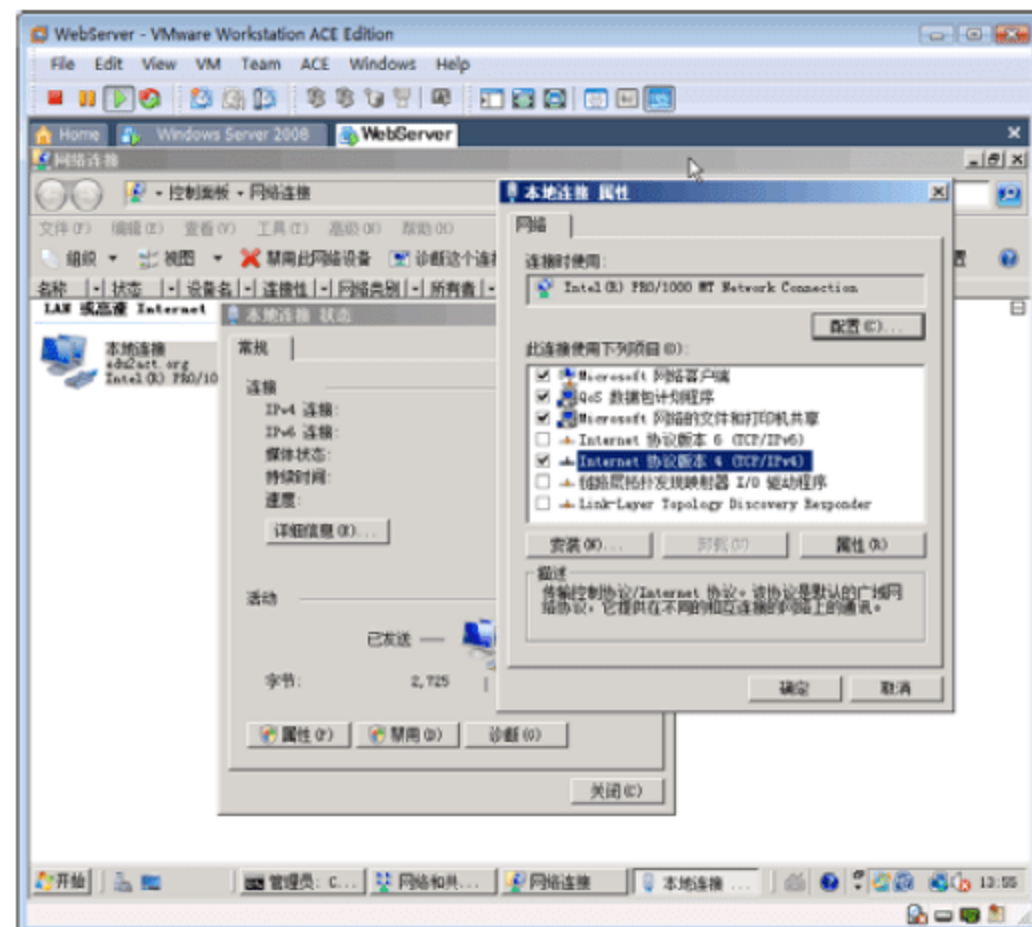 WebServer - VMware Workstation ACE Edition
File Edit View VM Team ACE Windows Help
Home Windows Server 2008 WebServer
网络连接
控制面板 网络连接
文件(F) 编辑(E) 查看(V) 工具(T) 高级(N) 帮助(H)
组织 视图 禁用此网络设备 诊断这个连接
名称 状态 设备名 连接性 网络类别 所有者
LAN 或高速 Internet
本地连接
edu2act.org
Intel(R) PRO/10
本地连接 状态
常规
连接
IPv4 连接:
IPv6 连接:
媒体状态:
持续时间:
速度:
详细信息(E)...
活动
已发送
字节: 2,725
属性(P) 禁用(D) 诊断(G)
关闭(C)
本地连接 属性
网络
连接时使用:
Intel(R) PRO/1000 MT Network Connection
配置(C)...
此连接使用下列项目(O):
Microsoft 网络客户端
QoS 数据包计划程序
Microsoft 网络的文件和打印机共享
Internet 协议版本 6 (TCP/IPv6)
Internet 协议版本 4 (TCP/IPv4)
链路层拓扑发现映射器 I/O 驱动程序
Link-Layer Topology Discovery Responder
安装(N)... 卸载(U) 属性(R)
描述
传输控制协议/Internet 协议。该协议是默认的广域网
络协议，它提供在不同的相互连接的网络上的通讯。
确定 取消
开始 管理员: C... 网络和共... 网络连接 本地连接 ... 13:55